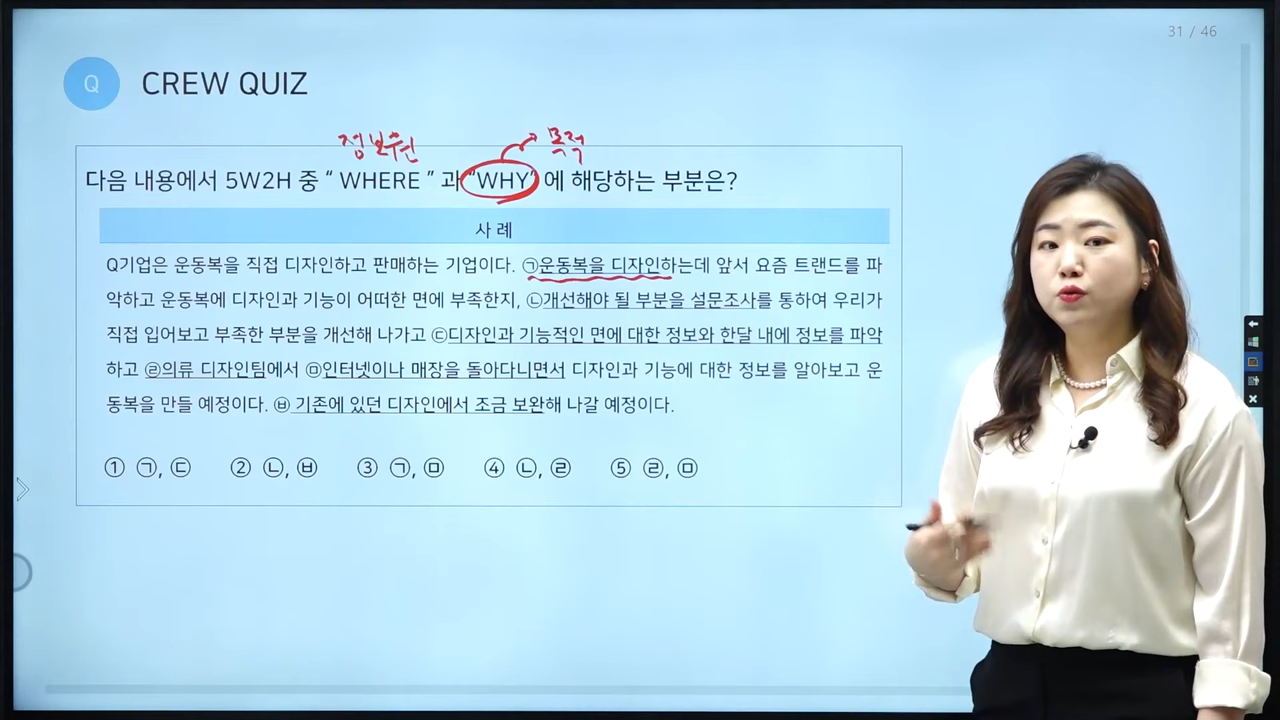 31 / 46
Q
CREW QUIZ
정보원
목적
다음 내용에서 5W2H 중 “ WHERE ” 과 “WHY” 에 해당하는 부분은?
사 례
Q기업은 운동복을 직접 디자인하고 판매하는 기업이다. ㉠운동복을 디자인하는데 앞서 요즘 트랜드를 파
악하고 운동복에 디자인과 기능이 어떠한 면에 부족한지, ㉡개선해야 될 부분을 설문조사를 통하여 우리가
직접 입어보고 부족한 부분을 개선해 나가고 ㉢디자인과 기능적인 면에 대한 정보와 한달 내에 정보를 파악
하고 ㉣의류 디자인팀에서 ㉤인터넷이나 매장을 돌아다니면서 디자인과 기능에 대한 정보를 알아보고 운
동복을 만들 예정이다. ㉥ 기존에 있던 디자인에서 조금 보완해 나갈 예정이다.
① ㉠, ㉢ ② ㉡, ㉥ ③ ㉠, ㉤ ④ ㉡, ㉣ ⑤ ㉣, ㉤